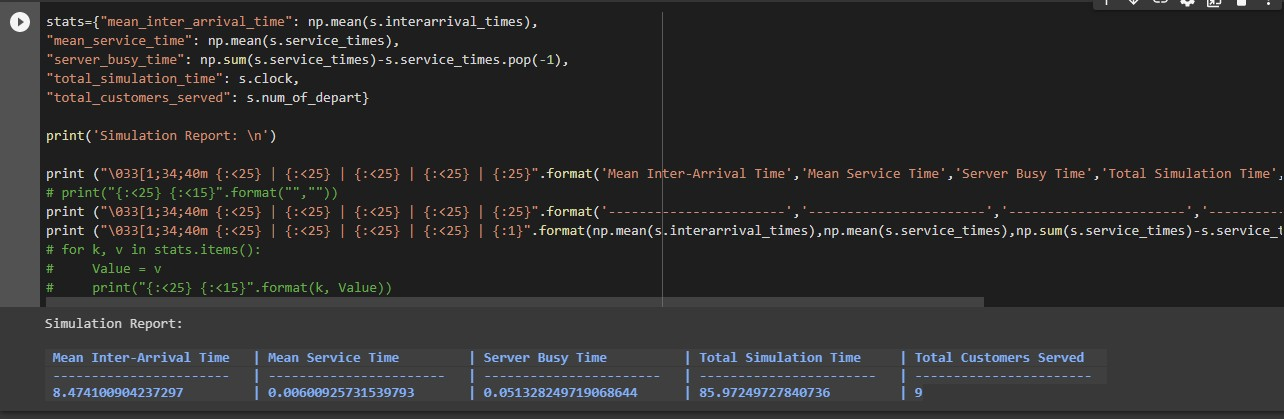 stats={"mean_inter_arrival_time": np.mean(s.interarrival_times),
"mean_service_time": np.mean(s.service_times),
"server_busy_time": np.sum(s.service_times)-s.service_times.pop(-1),
"total_simulation_time": s.clock,
"total_customers_served": s.num_of_depart}
print('Simulation Report: \n')
print ("\033[1;34;40m {:<25} | {:<25} | {:<25} | {:<25} | {:25}".format('Mean Inter-Arrival Time','Mean Service Time','Server Busy Time','Total Simulation Time',
# print("{:<25} {:<15}".format("",""))
print ("\033[1;34;40m {:<25} | {:<25} | {:<25} | {:<25} | {:25}".format('-----------------------','-----------------------','-----------------------','---------
print ("\033[1;34;40m {:<25} | {:<25} | {:<25} | {:<25} | {:1}".format(np.mean(s.interarrival_times),np.mean(s.service_times),np.sum(s.service_times)-s.service_t
# for k, v in stats.items():
#     Value = v
#     print("{:<25} {:<15}".format(k, Value))
Simulation Report:
Mean Inter-Arrival Time | Mean Service Time | Server Busy Time | Total Simulation Time | Total Customers Served
----------------------- | ----------------------- | ----------------------- | ----------------------- | -----------------------
8.474100904237297 | 0.00600925731539793 | 0.051328249719068644 | 85.97249727840736 | 9